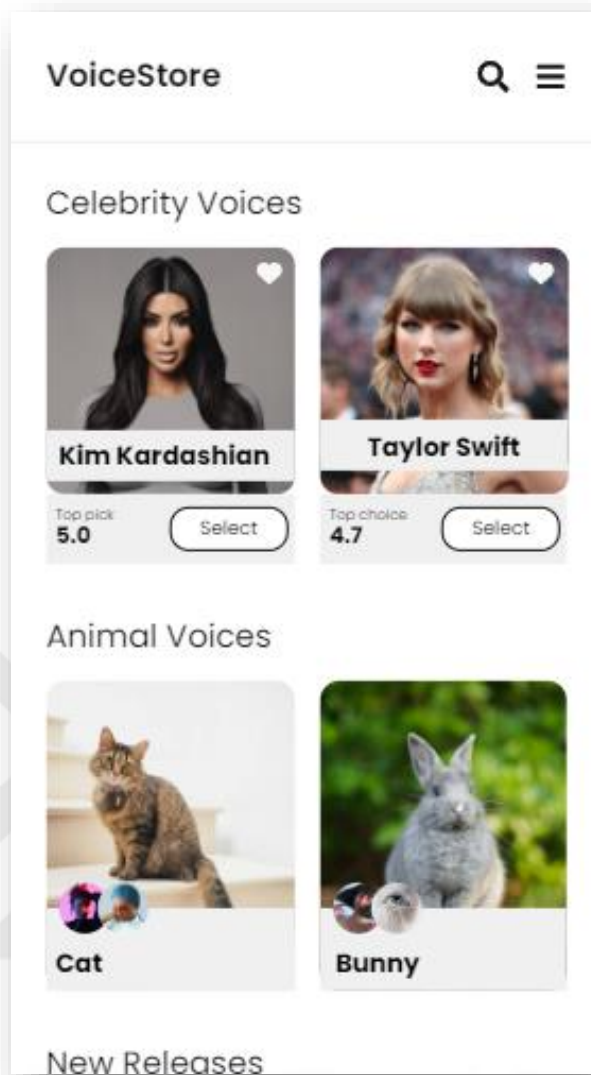 VoiceStore
Celebrity Voices
Kim Kardashian
Taylor Swift
Top pick
5.0
Select
Top choice
4.7
Select
Animal Voices
Cat
Bunny
New Releases